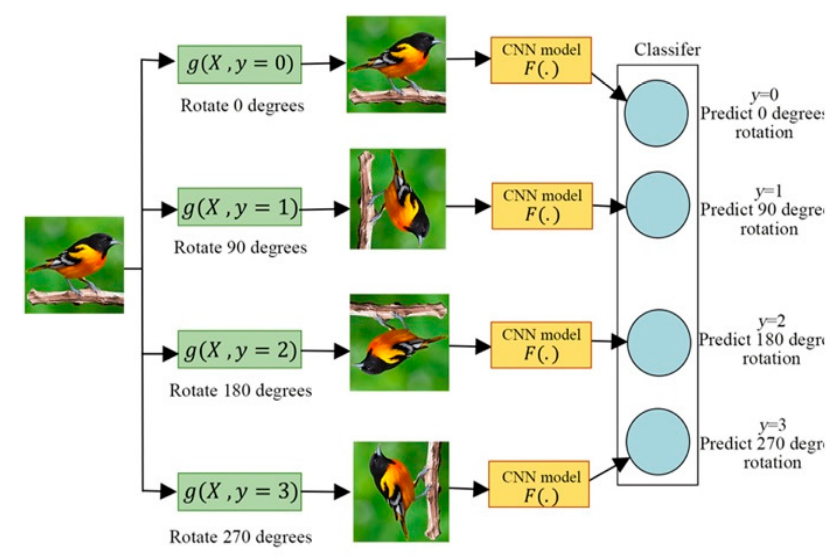 g(X , y = 0)
Rotate 0 degrees
CNN model
F(.)
Classifer
y=0
Predict 0 degrees
rotation
g(X , y = 1)
Rotate 90 degrees
CNN model
F(.)
y=1
Predict 90 degre
rotation
g(X , y = 2)
Rotate 180 degrees
CNN model
F(.)
y=2
Predict 180 degr
rotation
g(X , y = 3)
Rotate 270 degrees
CNN model
F(.)
y=3
Predict 270 degr
rotation